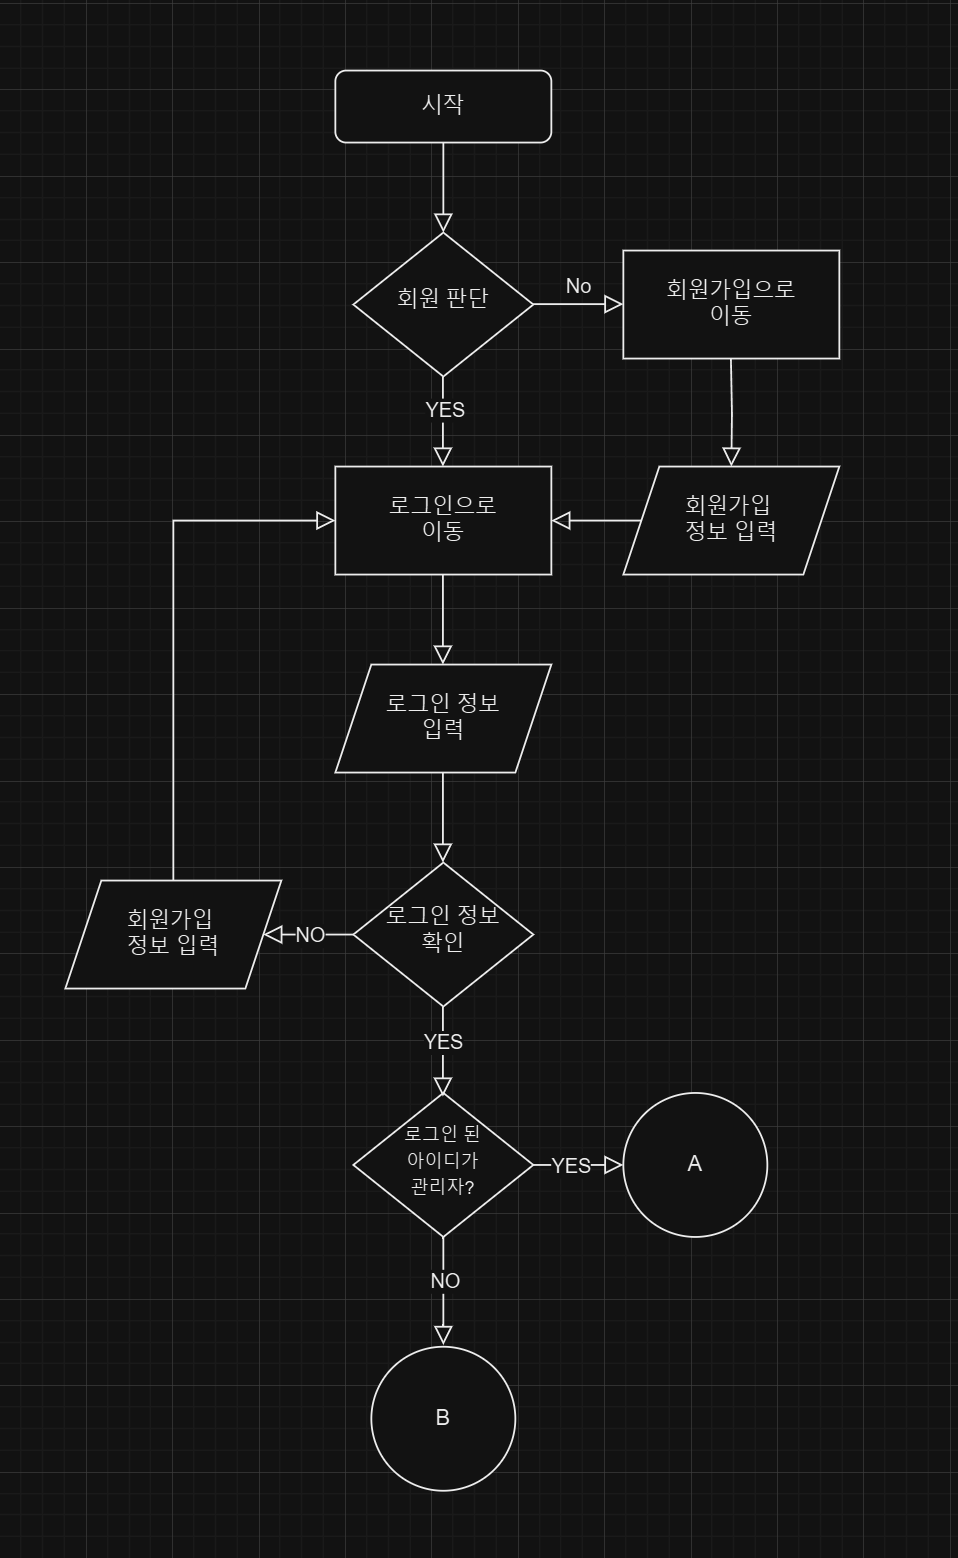 시작
회원 판단
No
회원가입으로
이동
YES
로그인으로
이동
회원가입
정보 입력
로그인 정보
입력
로그인 정보
확인
NO
회원가입
정보 입력
YES
로그인 된
아이디가
관리자?
YES
A
NO
B